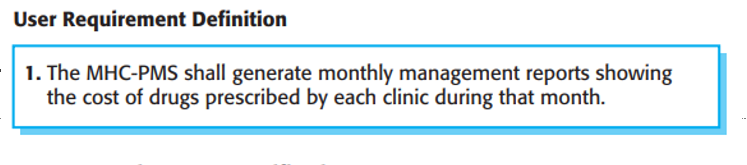 User Requirement Definition
1. The MHC-PMS shall generate monthly management reports showing
the cost of drugs prescribed by each clinic during that month.